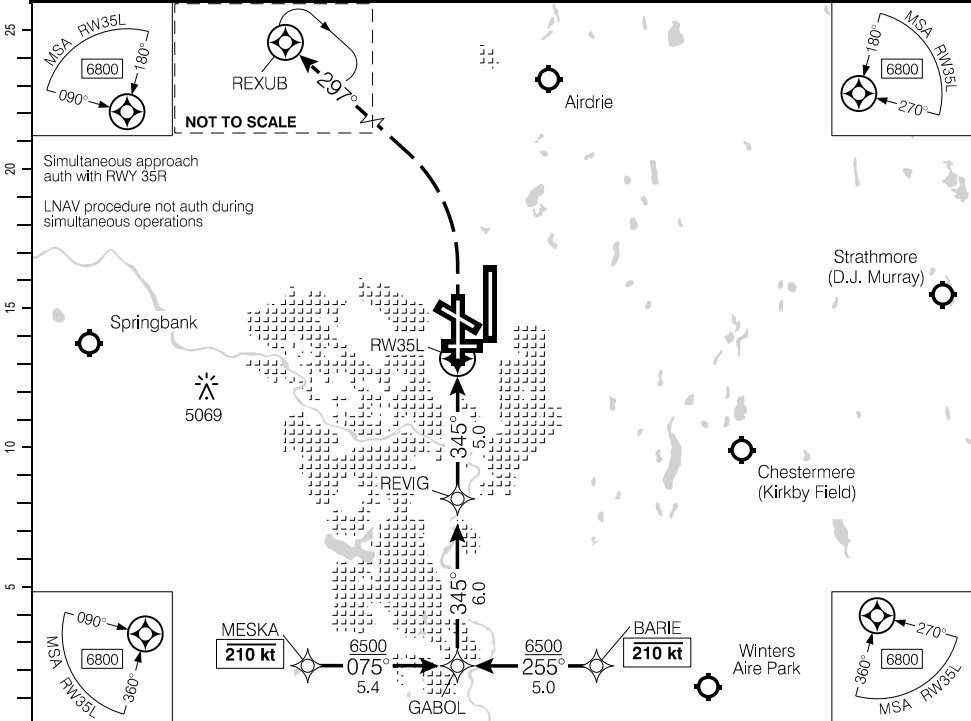 25
20
15
10
5
MSA RW35L
6800
180°
090°
REXUB
297°
NOT TO SCALE
Airdrie
MSA RW35L
6800
180°
270°
Simultaneous approach
auth with RWY 35R
LNAV procedure not auth during
simultaneous operations
Strathmore
(D.J. Murray)
Springbank
RW35L
5069
345°
5.0
REVIG
Chestermere
(Kirkby Field)
345°
6.0
090°
6800
360°
MSA RW35L
MESKA
210 kt
6500
075°
5.4
GABOL
6500
255°
5.0
BARIE
210 kt
Winters
Aire Park
270°
360°
6800
MSA RW35L